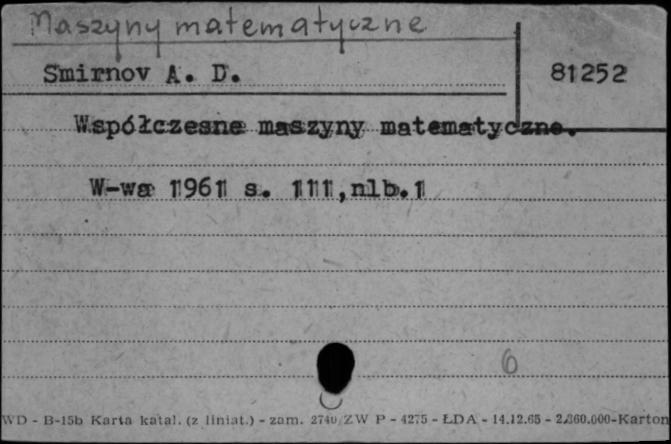 Maszyny matematyczne
Smirnov A. D.
81252
Współczesne maszyny matematyczne.
W-wa 1961 s. 111,nlb.1
6
WD - B-15b Karta katal. (z liniat.) - zam. 2740/ZW P - 4275 - ŁDA - 14.12.65 - 2.860.000-Karton